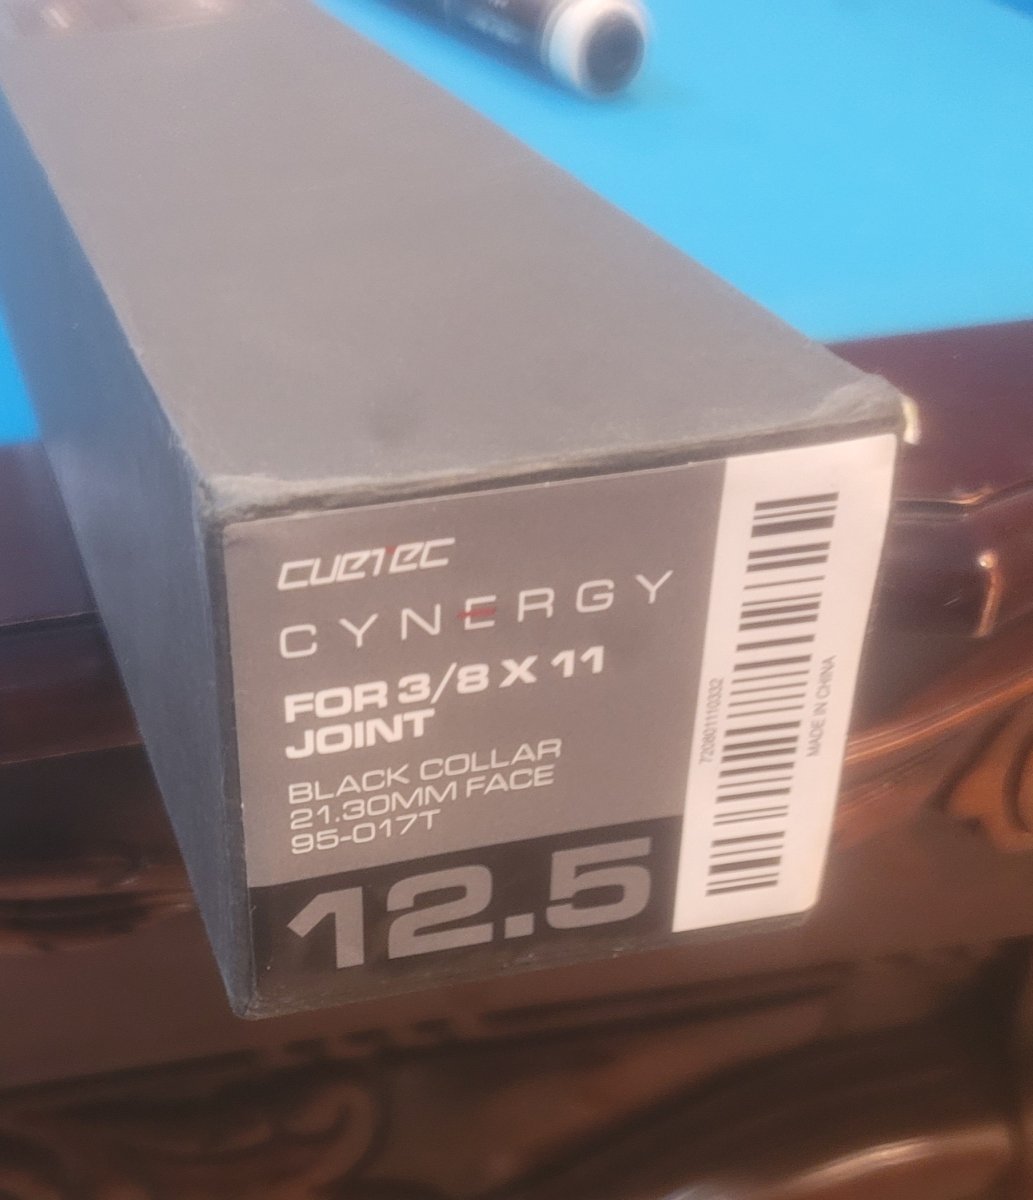 CUETEC
CYNERGY
FOR 3/8 X 11
JOINT
BLACK COLLAR
21.30MM FACE
95-017T
12.5
720801110332
MADE IN CHINA